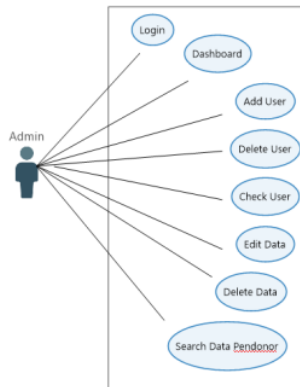 Login
Dashboard
Admin
Add User
Delete User
Check User
Edit Data
Delete Data
Search Data Pendonor